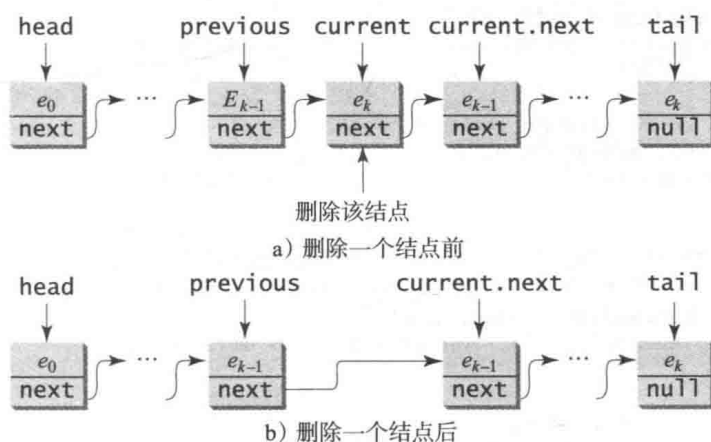 head previous current current.next tail
e0 ... Ek−1 ek ek−1 ... ek
next next next next null
删除该结点
a）删除一个结点前
head previous current.next tail
e0 ... ek−1 ek−1 ... ek
next next next null
b）删除一个结点后